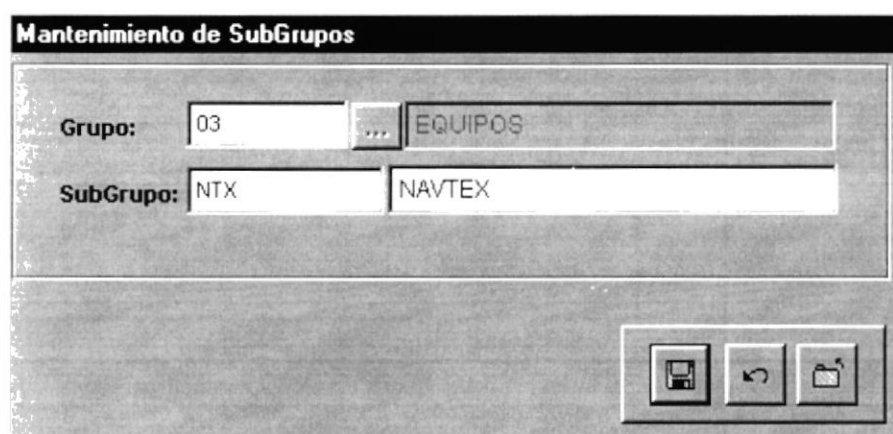 Mantenimiento de SubGrupos
Grupo: 03 ... EQUIPOS
SubGrupo: NTX NAVTEX